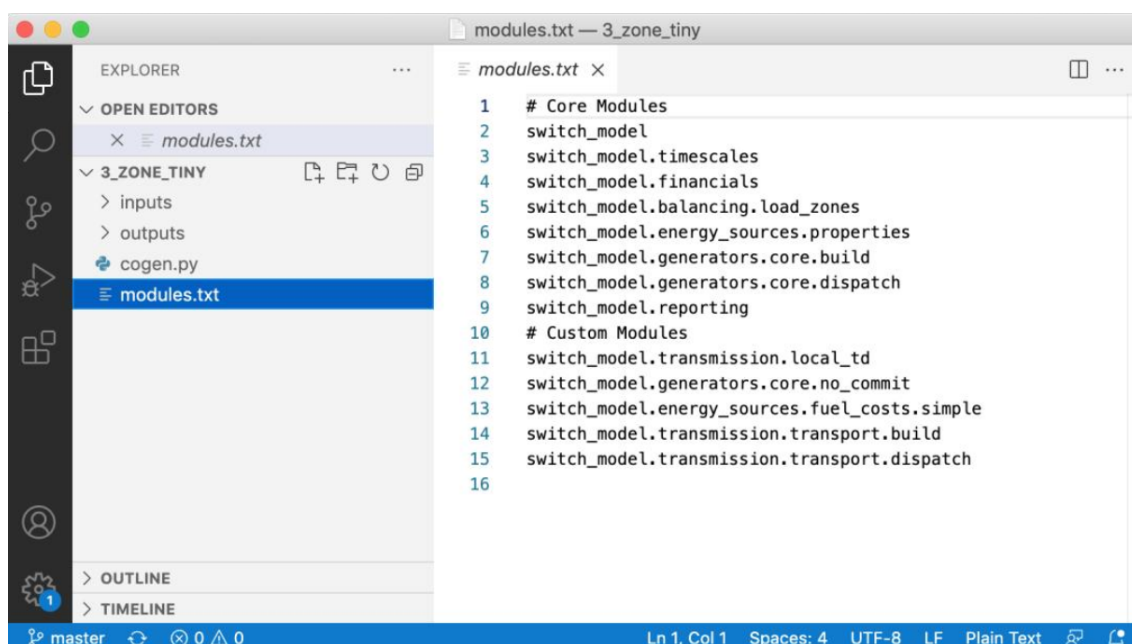 modules.txt — 3_zone_tiny
EXPLORER
OPEN EDITORS
modules.txt
3_ZONE_TINY
inputs
outputs
cogen.py
modules.txt
OUTLINE
TIMELINE
modules.txt
1 # Core Modules
2 switch_model
3 switch_model.timescales
4 switch_model.financials
5 switch_model.balancing.load_zones
6 switch_model.energy_sources.properties
7 switch_model.generators.core.build
8 switch_model.generators.core.dispatch
9 switch_model.reporting
10 # Custom Modules
11 switch_model.transmission.local_td
12 switch_model.generators.core.no_commit
13 switch_model.energy_sources.fuel_costs.simple
14 switch_model.transmission.transport.build
15 switch_model.transmission.transport.dispatch
16
1
master 0 0 Ln 1, Col 1 Spaces: 4 UTF-8 LF Plain Text